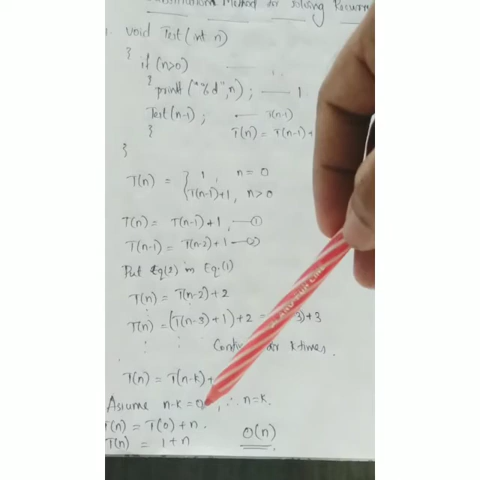 Substitution Method for Solving Recurr
void Test(int n)
{
if (n>0)
{
printf("%d",n); — 1
Test(n-1); ← T(n-1)
} T(n) = T(n-1)+
}
T(n) = { 1, n = 0
T(n-1)+1, n>0
T(n) = T(n-1)+1, —①
T(n-1) = T(n-2)+1 —②
Put Eq(2) in Eq(1)
T(n) = T(n-2)+2
T(n) = (T(n-3)+1)+2 = 3)+3
for K times.
T(n) = T(n-k)+
Assume n-k=0, ∴ n=k.
T(n) = T(0)+n.
T(n) = 1+n O(n)